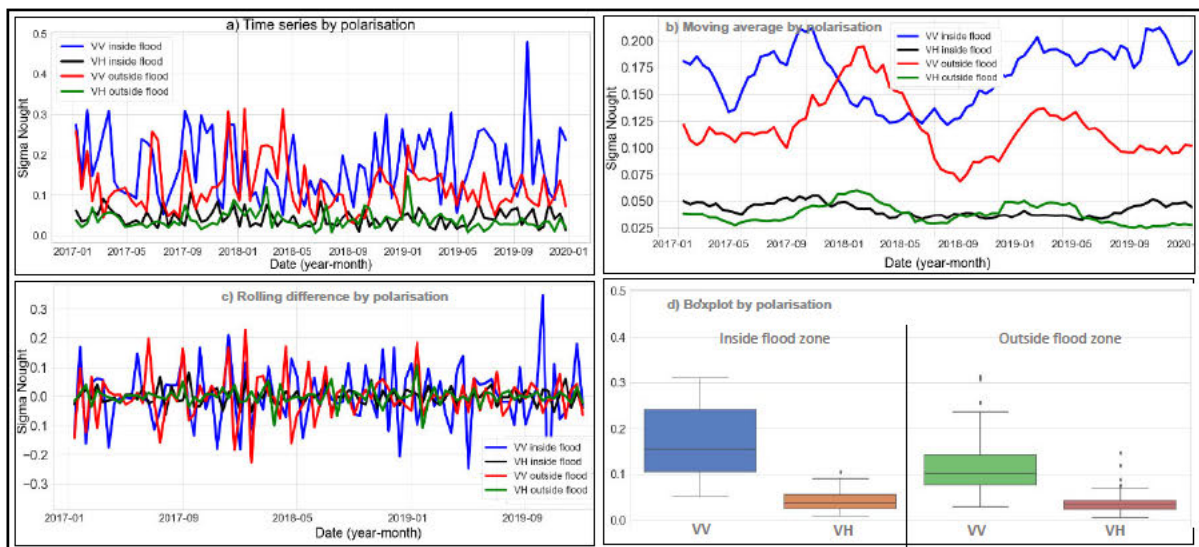 a) Time series by polarisation
Sigma Nought
0.5
0.4
0.3
0.2
0.1
0.0
VV inside flood
VH inside flood
VV outside flood
VH outside flood
2017-01 2017-05 2017-09 2018-01 2018-05 2018-09 2019-01 2019-05 2019-09 2020-01
Date (year-month)
b) Moving average by polarisation
Sigma Nought
0.200
0.175
0.150
0.125
0.100
0.075
0.050
0.025
VV inside flood
VH inside flood
VV outside flood
VH outside flood
2017-01 2017-05 2017-09 2018-01 2018-05 2018-09 2019-01 2019-05 2019-09 2020-
Date (year-month)
c) Rolling difference by polarisation
Sigma Nought
0.3
0.2
0.1
0.0
−0.1
−0.2
−0.3
VV inside flood
VH inside flood
VV outside flood
VH outside flood
2017-01 2017-09 2018-05 2019-01 2019-09
Date (year-month)
d) Boxplot by polarisation
0.5
0.4
0.3
0.2
0.1
0.0
Inside flood zone Outside flood zone
VV VH VV VH